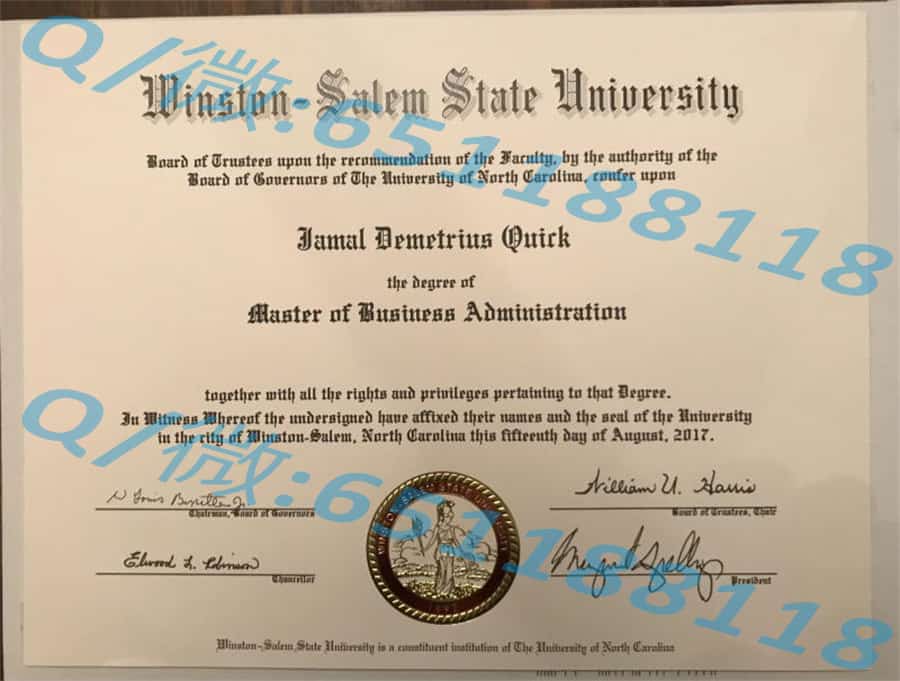 Q/微:651188118
Winston-Salem State University
Board of Trustees upon the recommendation of the Faculty, by the authority of the
Board of Governors of The University of North Carolina, confer upon
Jamal Demetrius Quick
the degree of
Master of Business Administration
together with all the rights and privileges pertaining to that Degree.
In Witness Whereof the undersigned have affixed their names and the seal of the University
in the city of Winston-Salem, North Carolina this fifteenth day of August, 2017.
Q/微:651188118
William U. Harris
Chairman, Board of Governors
Board of Trustees, Chair
Elwood L. Robinson
Chancellor
President
Winston-Salem State University is a constituent institution of The University of North Carolina